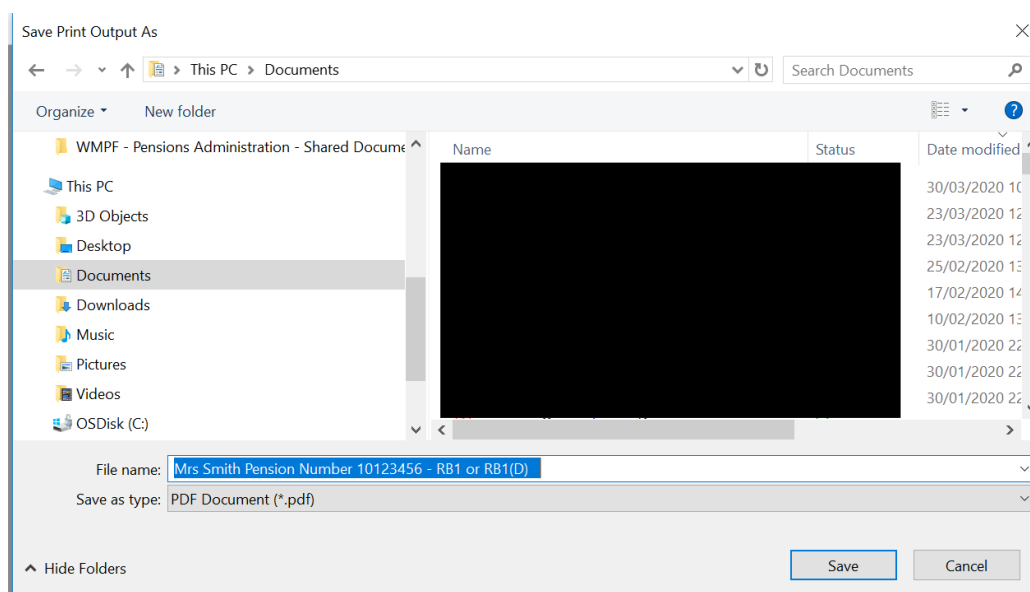 Save Print Output As
This PC > Documents
Search Documents
Organize
New folder
WMPF - Pensions Administration - Shared Docume
Name
Status
Date modified
This PC
3D Objects
Desktop
Documents
Downloads
Music
Pictures
Videos
OSDisk (C:)
30/03/2020 10
23/03/2020 12
23/03/2020 12
25/02/2020 13
17/02/2020 14
10/02/2020 13
30/01/2020 22
30/01/2020 22
30/01/2020 22
File name: Mrs Smith Pension Number 10123456 - RB1 or RB1(D)
Save as type: PDF Document (*.pdf)
Hide Folders
Save
Cancel